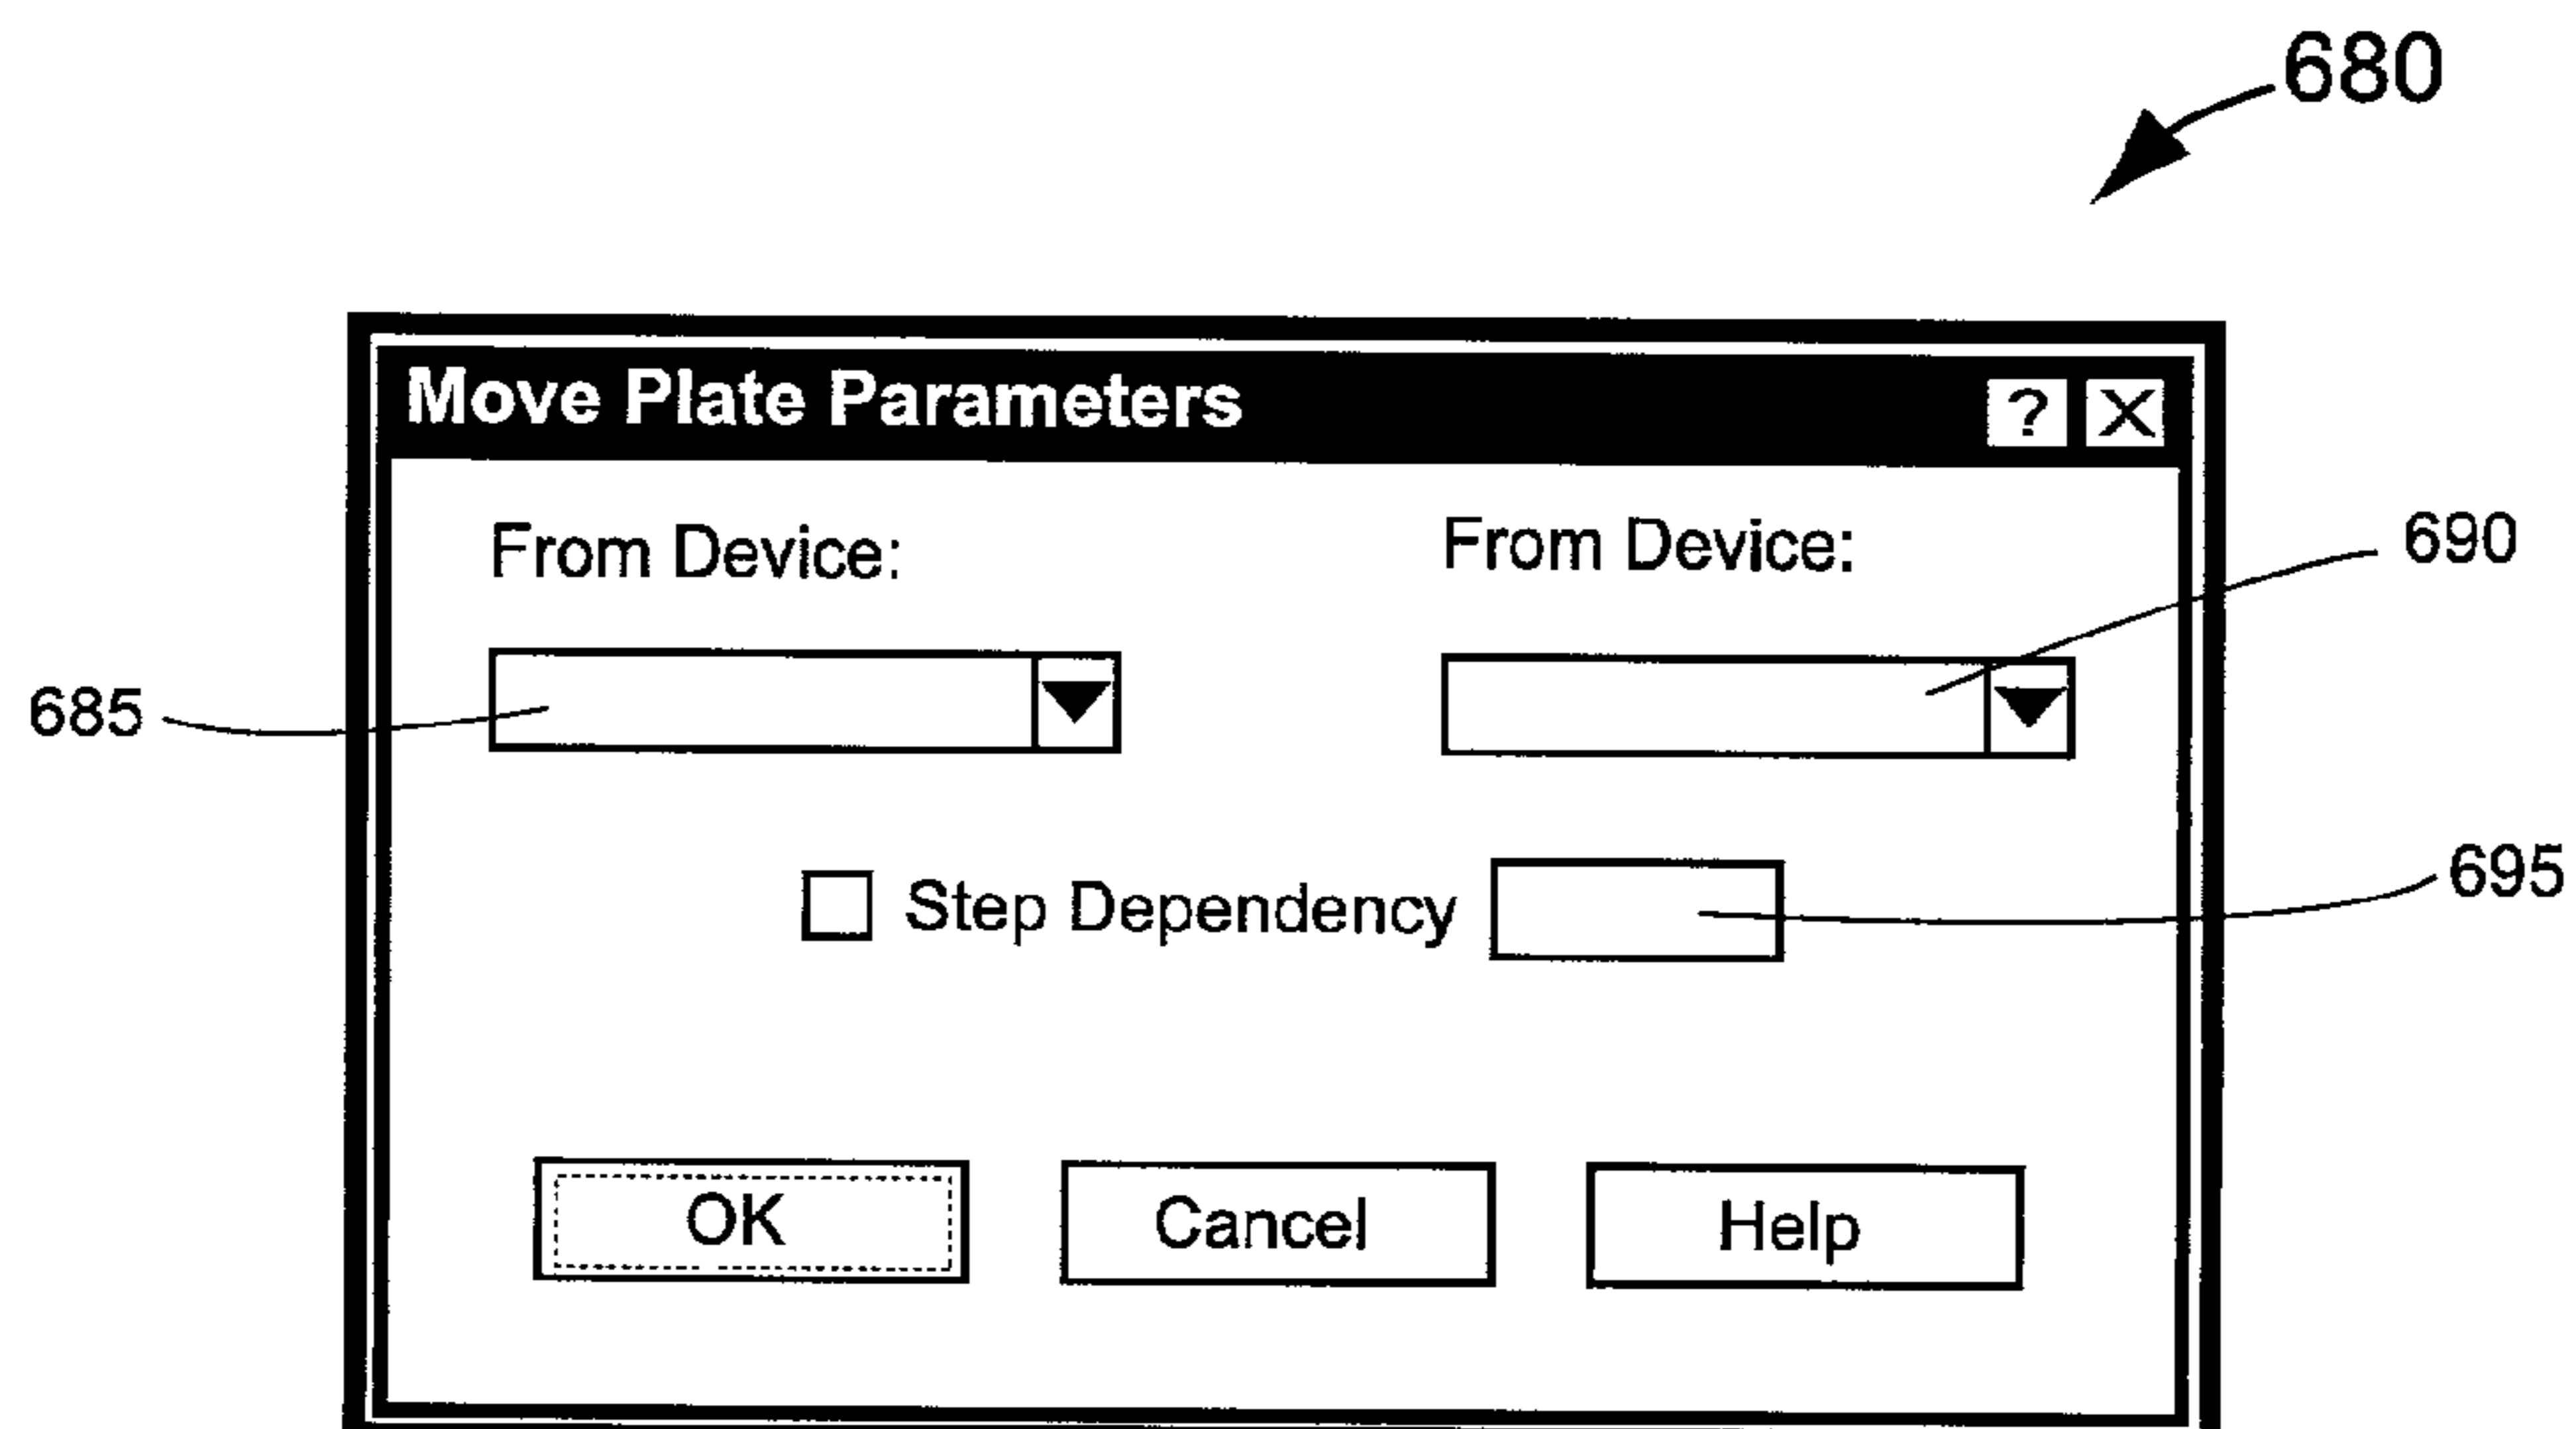 680
Move Plate Parameters ? X
From Device: From Device:
690
685
Step Dependency
695
OK Cancel Help